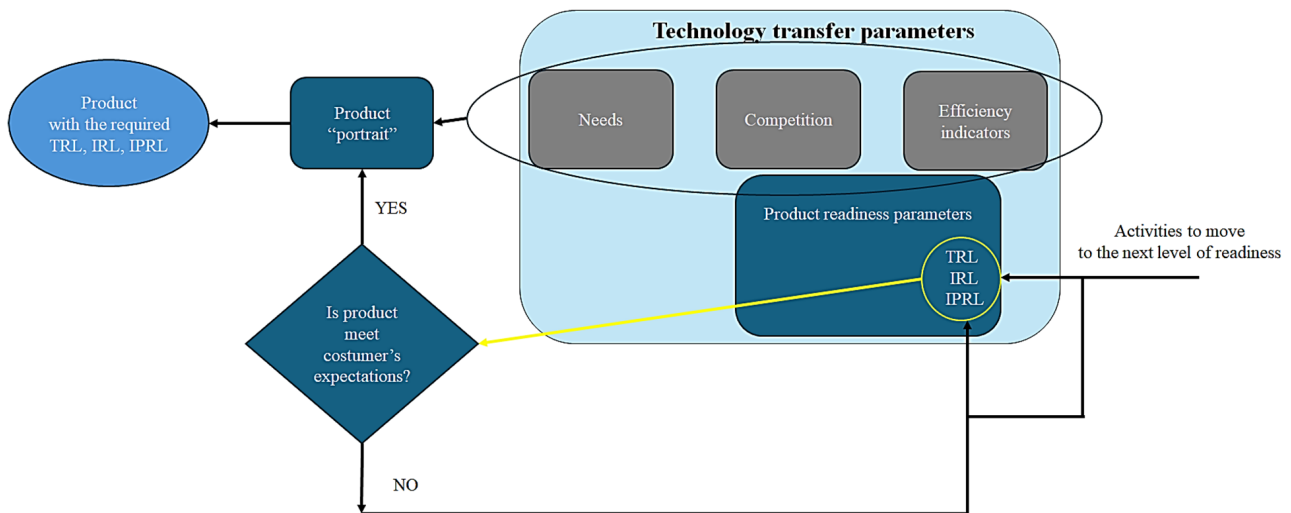 Technology transfer parameters
Product
with the required
TRL, IRL, IPRL
Product
“portrait”
Needs
Competition
Efficiency
indicators
YES
Product readiness parameters
TRL
IRL
IPRL
Activities to move
to the next level of readiness
Is product
meet
costumer’s
expectations?
NO